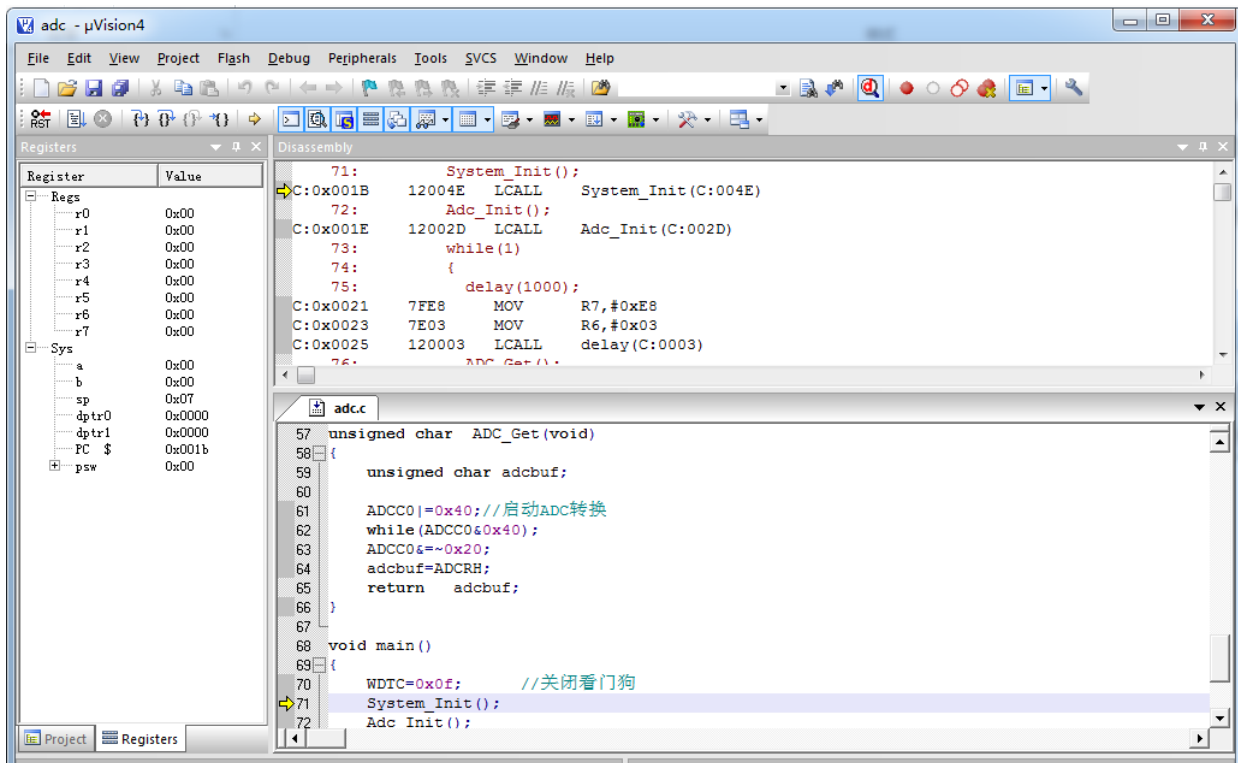 adc - µVision4
File Edit View Project Flash Debug Peripherals Tools SVCS Window Help
RST
Registers
Register Value
Regs
r0 0x00
r1 0x00
r2 0x00
r3 0x00
r4 0x00
r5 0x00
r6 0x00
r7 0x00
Sys
a 0x00
b 0x00
sp 0x07
dptr0 0x0000
dptr1 0x0000
PC $ 0x001b
psw 0x00
Project Registers
Disassembly
71: System_Init();
C:0x001B 12004E LCALL System_Init(C:004E)
72: Adc_Init();
C:0x001E 12002D LCALL Adc_Init(C:002D)
73: while(1)
74: {
75: delay(1000);
C:0x0021 7FE8 MOV R7,#0xE8
C:0x0023 7E03 MOV R6,#0x03
C:0x0025 120003 LCALL delay(C:0003)
76: ADC_Get();
adc.c
57 unsigned char ADC_Get(void)
58 {
59 unsigned char adcbuf;
60
61 ADCC0|=0x40;//启动ADC转换
62 while(ADCC0&0x40);
63 ADCC0&=~0x20;
64 adcbuf=ADCRH;
65 return adcbuf;
66 }
67
68 void main()
69 {
70 WDTC=0x0f; //关闭看门狗
71 System_Init();
72 Adc_Init();